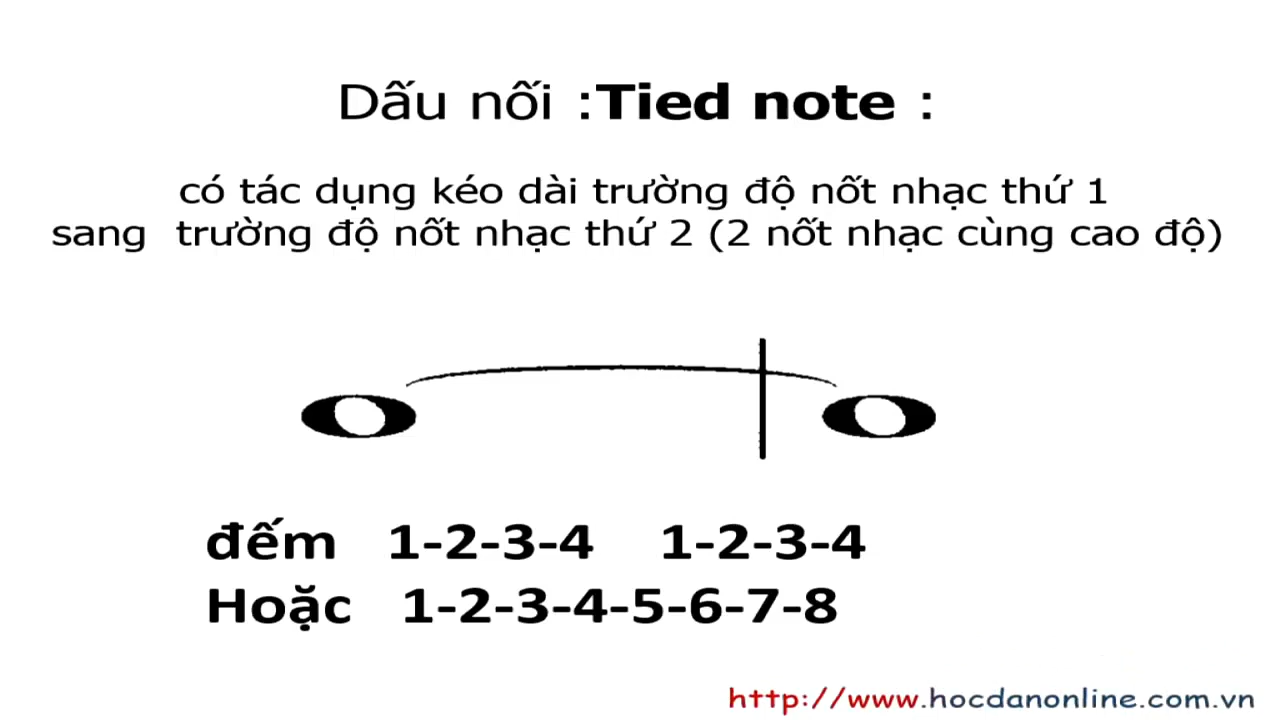 Dấu nối :Tied note :
có tác dụng kéo dài trường độ nốt nhạc thứ 1
sang trường độ nốt nhạc thứ 2 (2 nốt nhạc cùng cao độ)
đếm 1-2-3-4 1-2-3-4
Hoặc 1-2-3-4-5-6-7-8
http://www.hocdanonline.com.vn